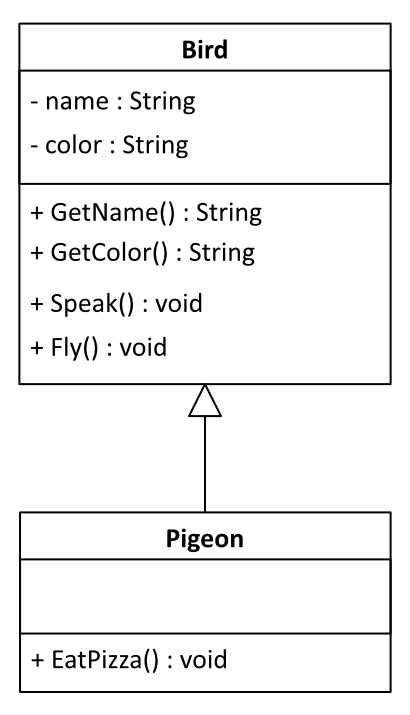 Bird
- name : String
- color : String
+ GetName() : String
+ GetColor() : String
+ Speak() : void
+ Fly() : void
Pigeon
+ EatPizza() : void